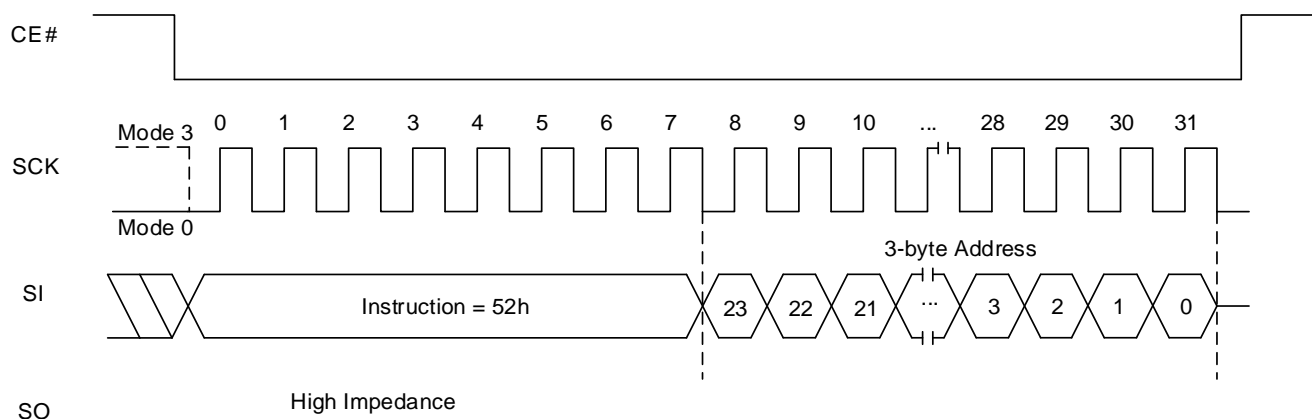 CE#
0 1 2 3 4 5 6 7 8 9 10 ... 28 29 30 31
Mode 3
SCK
Mode 0
3-byte Address
SI
Instruction = 52h 23 22 21 ... 3 2 1 0
High Impedance
SO